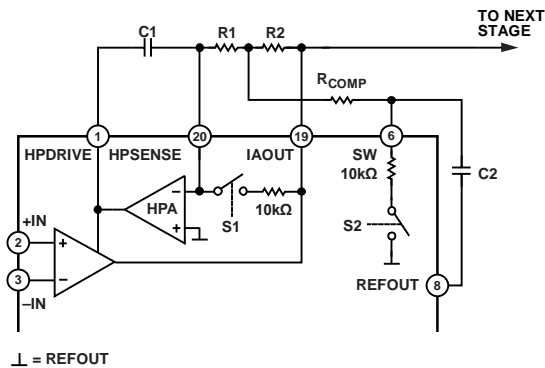 TO NEXT
STAGE
C1
R1
R2
RCOMP
1
20
19
6
HPDRIVE
HPSENSE
IAOUT
SW
10kΩ
C2
HPA
–
+
S1
10kΩ
S2
+IN
2
+
3
–
–IN
REFOUT
8
⊥ = REFOUT